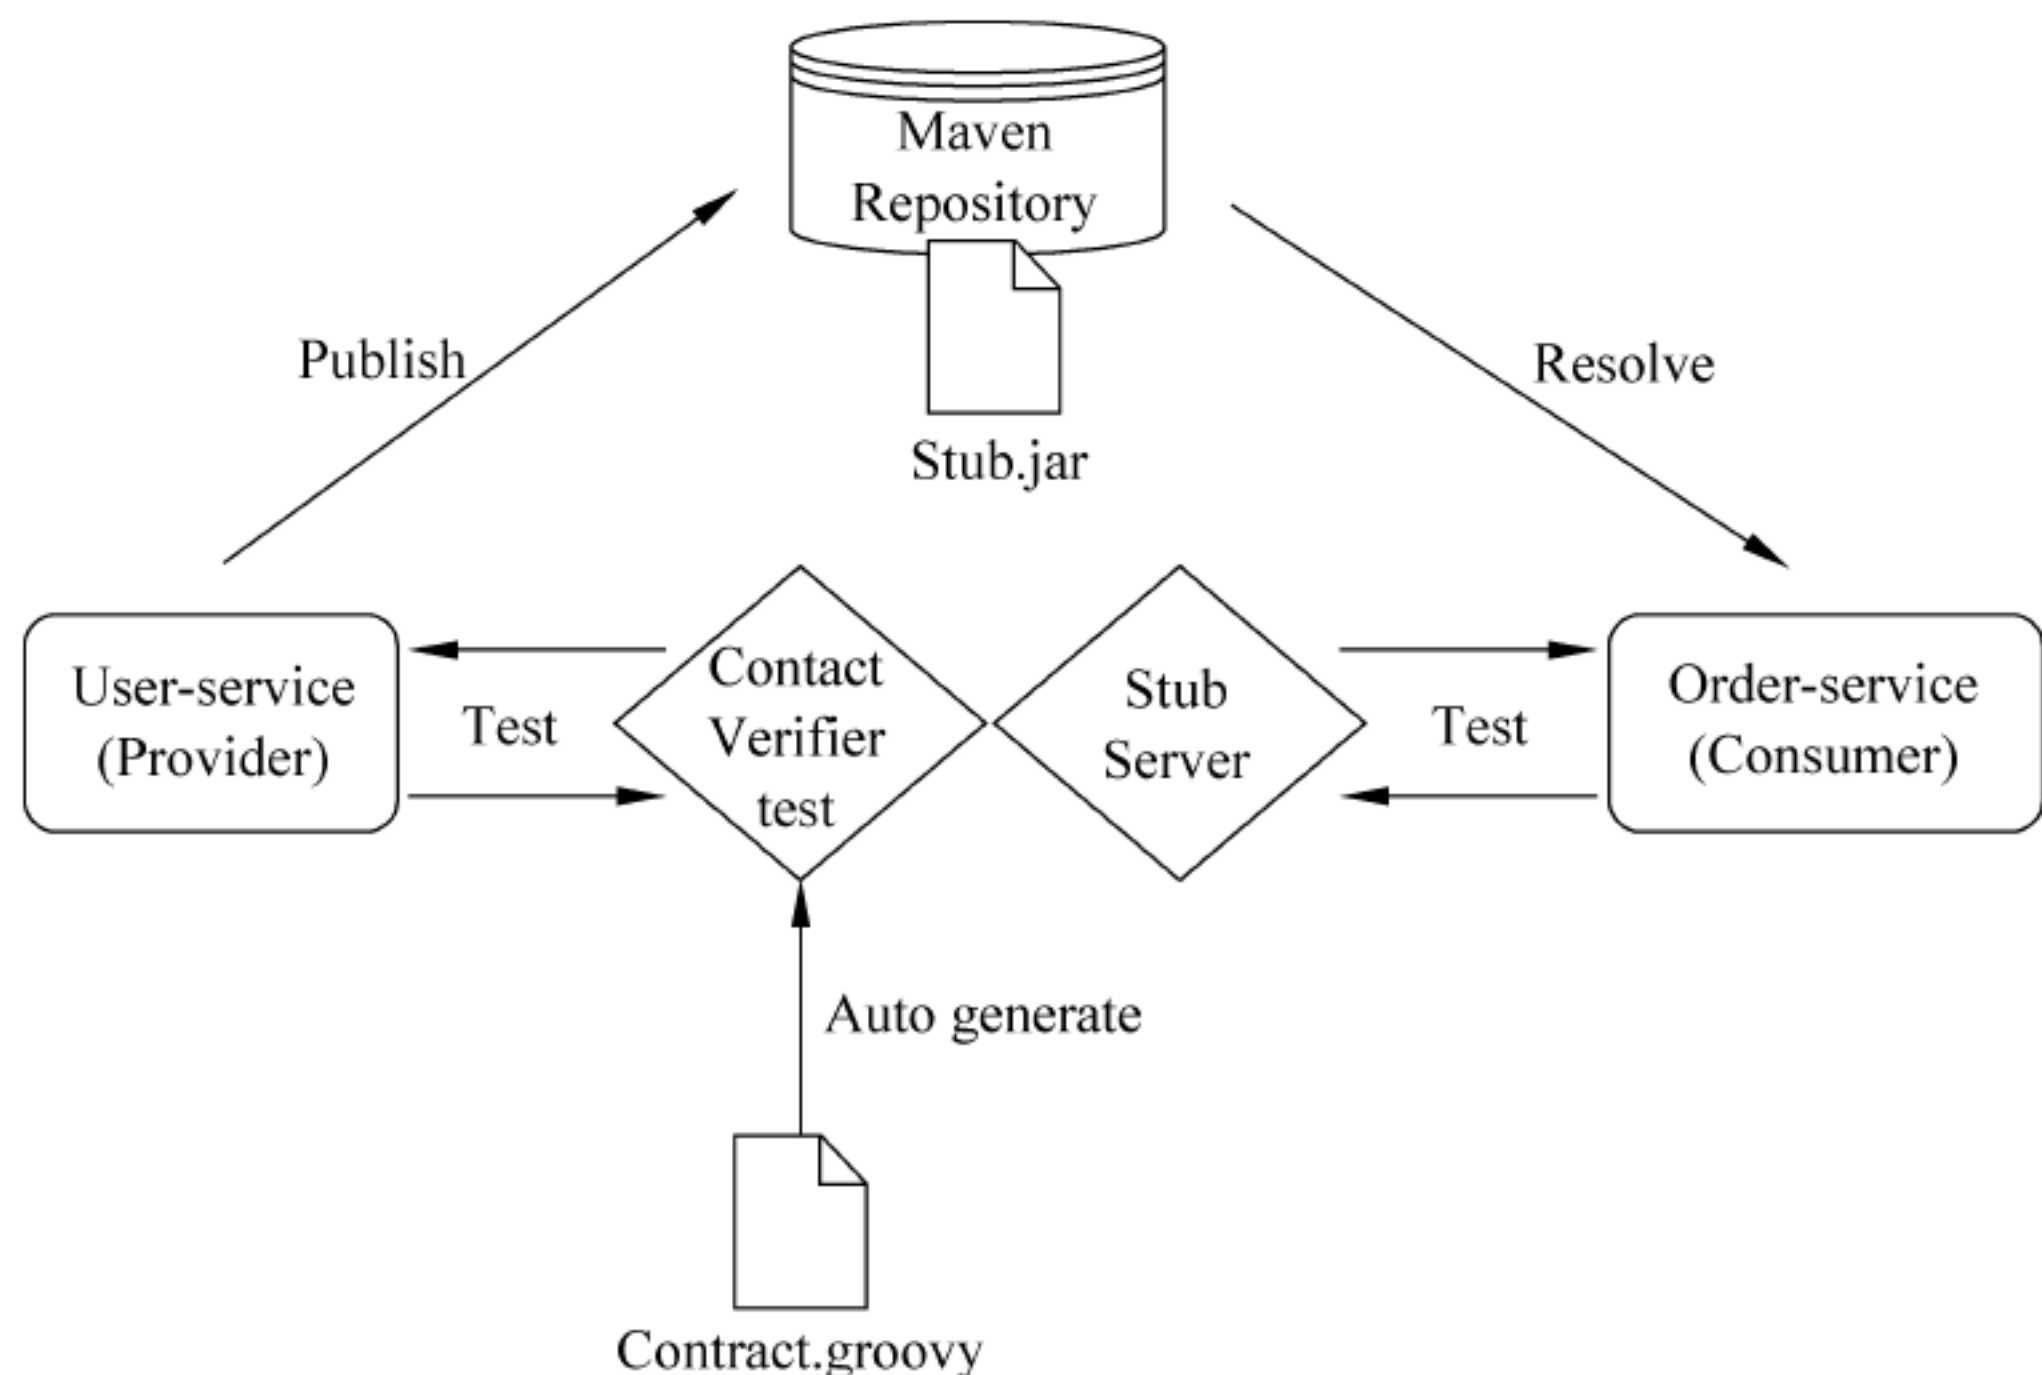 Maven
Repository
Publish
Resolve
Stub.jar
User-service
(Provider)
Test
Contact
Verifier
test
Stub
Server
Test
Order-service
(Consumer)
Auto generate
Contract.groovy